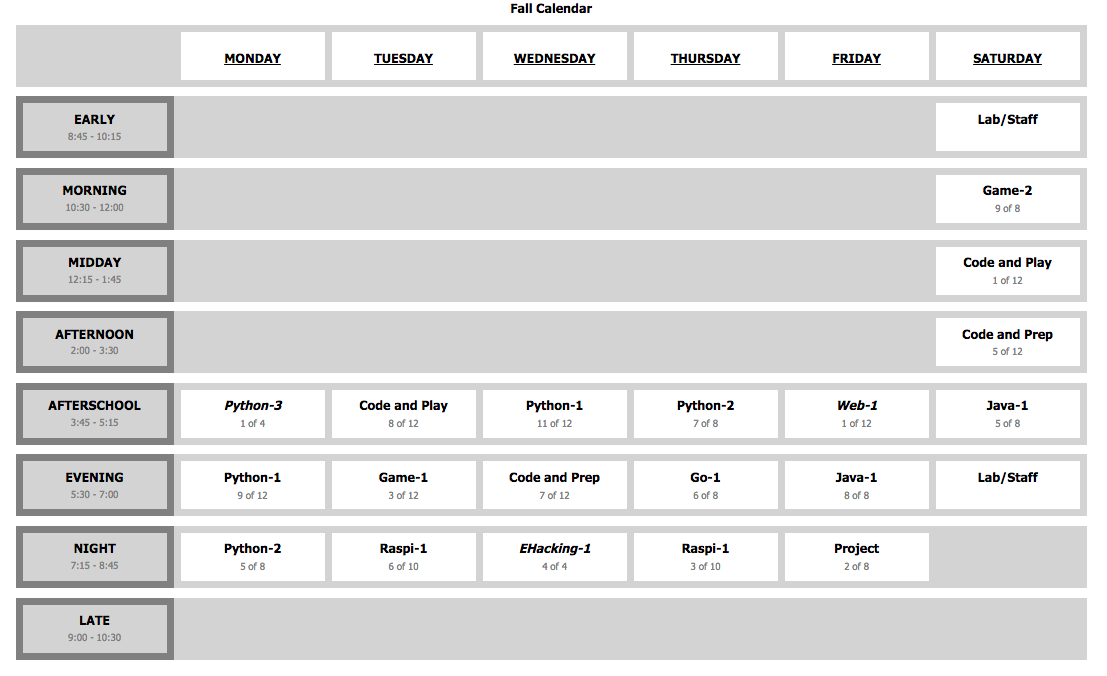 Fall Calendar
MONDAY TUESDAY WEDNESDAY THURSDAY FRIDAY SATURDAY
EARLY Lab/Staff
8:45 - 10:15
MORNING Game-2
10:30 - 12:00 9 of 8
MIDDAY Code and Play
12:15 - 1:45 1 of 12
AFTERNOON Code and Prep
2:00 - 3:30 5 of 12
AFTERSCHOOL Python-3 Code and Play Python-1 Python-2 Web-1 Java-1
3:45 - 5:15 1 of 4 8 of 12 11 of 12 7 of 8 1 of 12 5 of 8
EVENING Python-1 Game-1 Code and Prep Go-1 Java-1 Lab/Staff
5:30 - 7:00 9 of 12 3 of 12 7 of 12 6 of 8 8 of 8
NIGHT Python-2 Raspi-1 EHacking-1 Raspi-1 Project
7:15 - 8:45 5 of 8 6 of 10 4 of 4 3 of 10 2 of 8
LATE
9:00 - 10:30